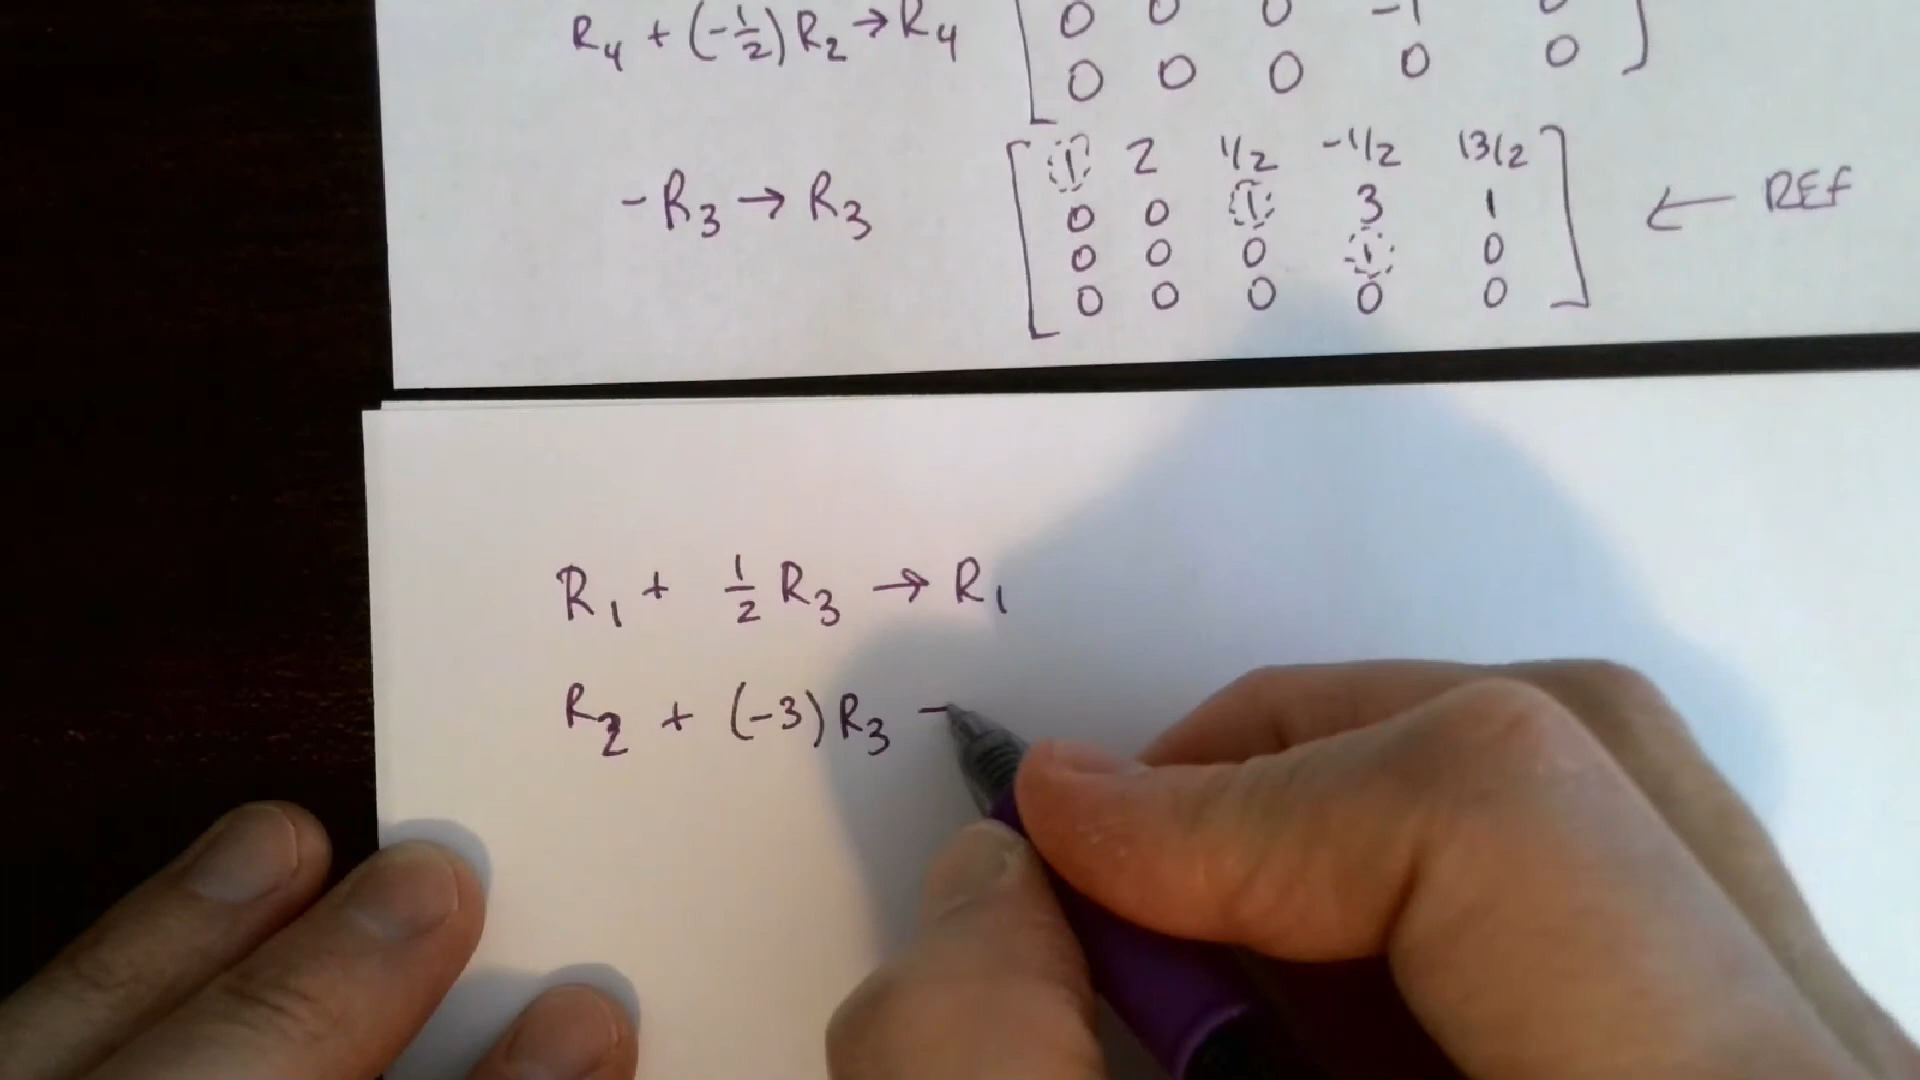 R4 + (-1/2) R2 → R4
0 0 0 -1 0
0 0 0 0 0
-R3 → R3
1 2 1/2 -1/2 13/2
0 0 1 3 1
0 0 0 1 0
0 0 0 0 0
← REF
R1 + 1/2 R3 → R1
R2 + (-3) R3 -